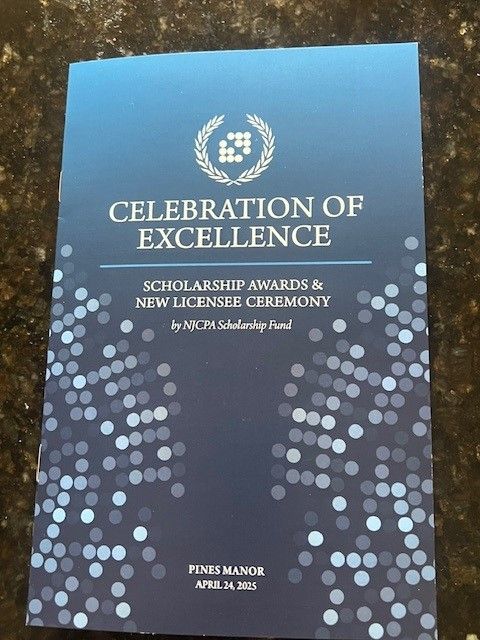 CELEBRATION OF
EXCELLENCE
SCHOLARSHIP AWARDS &
NEW LICENSEE CEREMONY
by NJCPA Scholarship Fund
PINES MANOR
APRIL 24, 2025